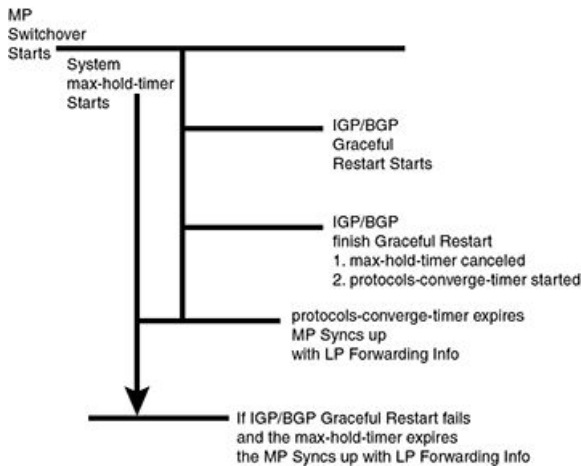 MP
Switchover
Starts
System
max-hold-timer
Starts
IGP/BGP
Graceful
Restart Starts
IGP/BGP
finish Graceful Restart
1. max-hold-timer canceled
2. protocols-converge-timer started
protocols-converge-timer expires
MP Syncs up
with LP Forwarding Info
If IGP/BGP Graceful Restart fails
and the max-hold-timer expires
the MP Syncs up with LP Forwarding Info